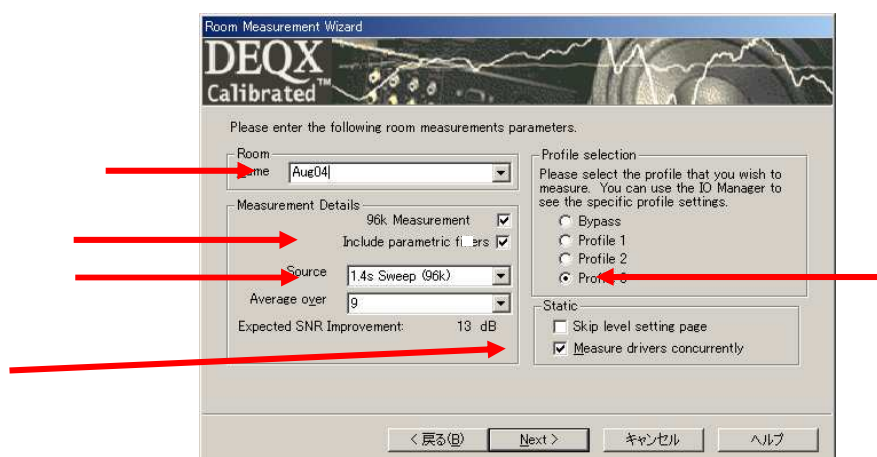 Room Measurement Wizard
DEQX
Calibrated™
Please enter the following room measurements parameters.
Room
Aug04
Measurement Details
96k Measurement
Include parametric
Source
1.4s Sweep (96k)
Average over
9
Expected SNR Improvement: 13 dB
Profile selection
Please select the profile that you wish to
measure. You can use the IO Manager to
see the specific profile settings.
Bypass
Profile 1
Profile 2
Static
Skip level setting page
Measure drivers concurrently
< 戻る(B)
Next >
キャンセル
ヘルプ